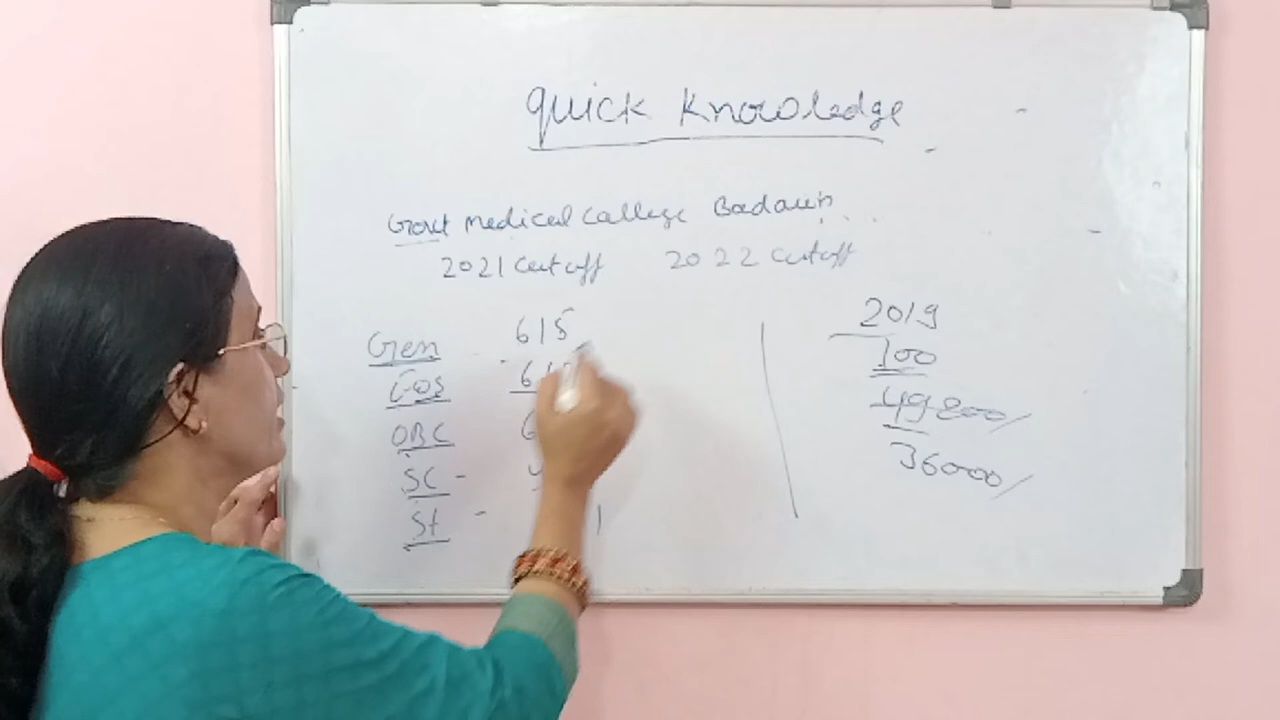 Quick Knowledge
Govt Medical College Badaun
2021 Cutoff 2022 Cutoff
Gen 615
EWS
OBC
SC -
St -
2019
100
49800/
36000/